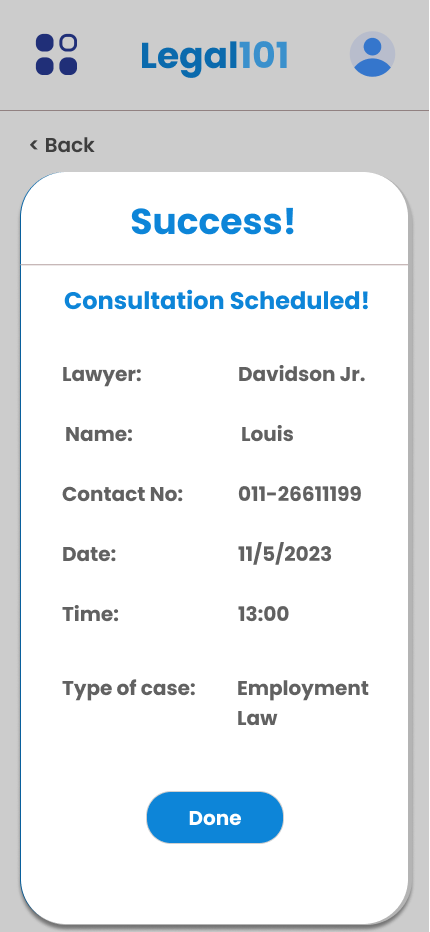 Legal101
< Back
Success!
Consultation Scheduled!
Lawyer: Davidson Jr.
Name: Louis
Contact No: 011-26611199
Date: 11/5/2023
Time: 13:00
Type of case: Employment
Law
Done